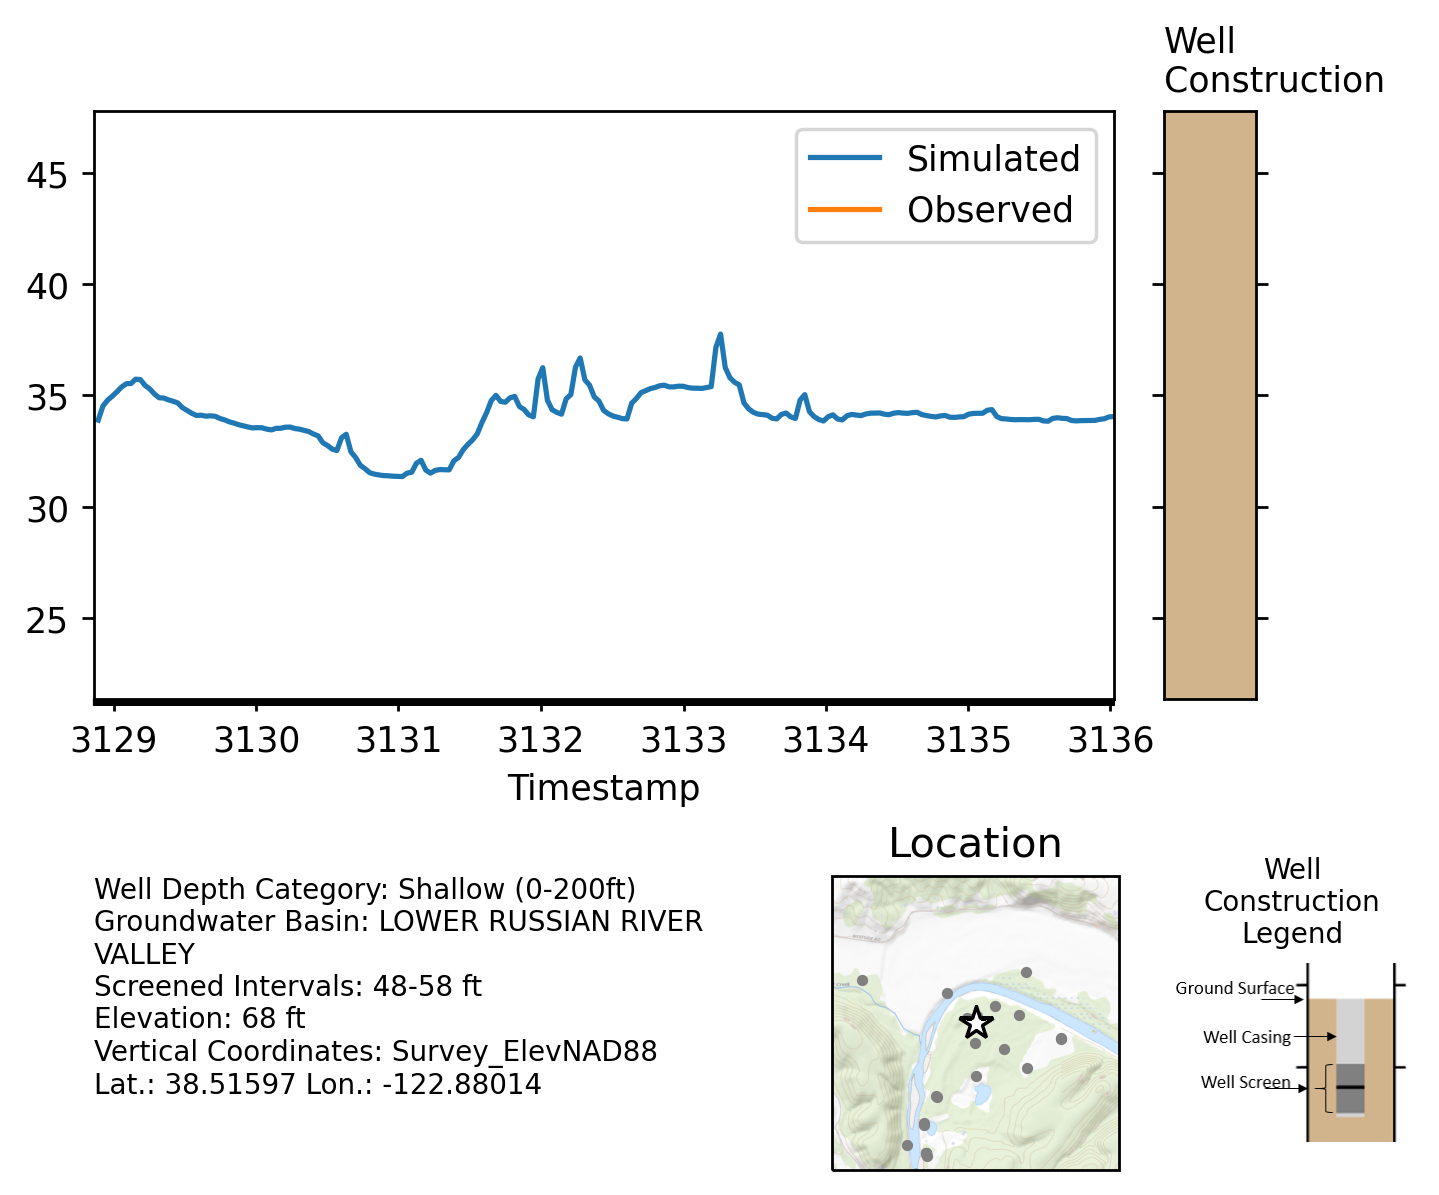 Well
Construction
Simulated
Observed
45
40
35
30
25
3129 3130 3131 3132 3133 3134 3135 3136
Timestamp
Well Depth Category: Shallow (0-200ft)
Groundwater Basin: LOWER RUSSIAN RIVER
VALLEY
Screened Intervals: 48-58 ft
Elevation: 68 ft
Vertical Coordinates: Survey_ElevNAD88
Lat.: 38.51597 Lon.: -122.88014
Location
Well
Construction
Legend
Ground Surface
Well Casing
Well Screen